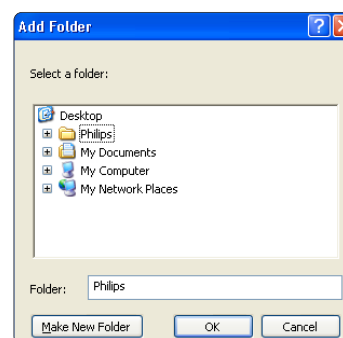 Add Folder
Select a folder:
Desktop
Philips
My Documents
My Computer
My Network Places
Folder: Philips
Make New Folder OK Cancel